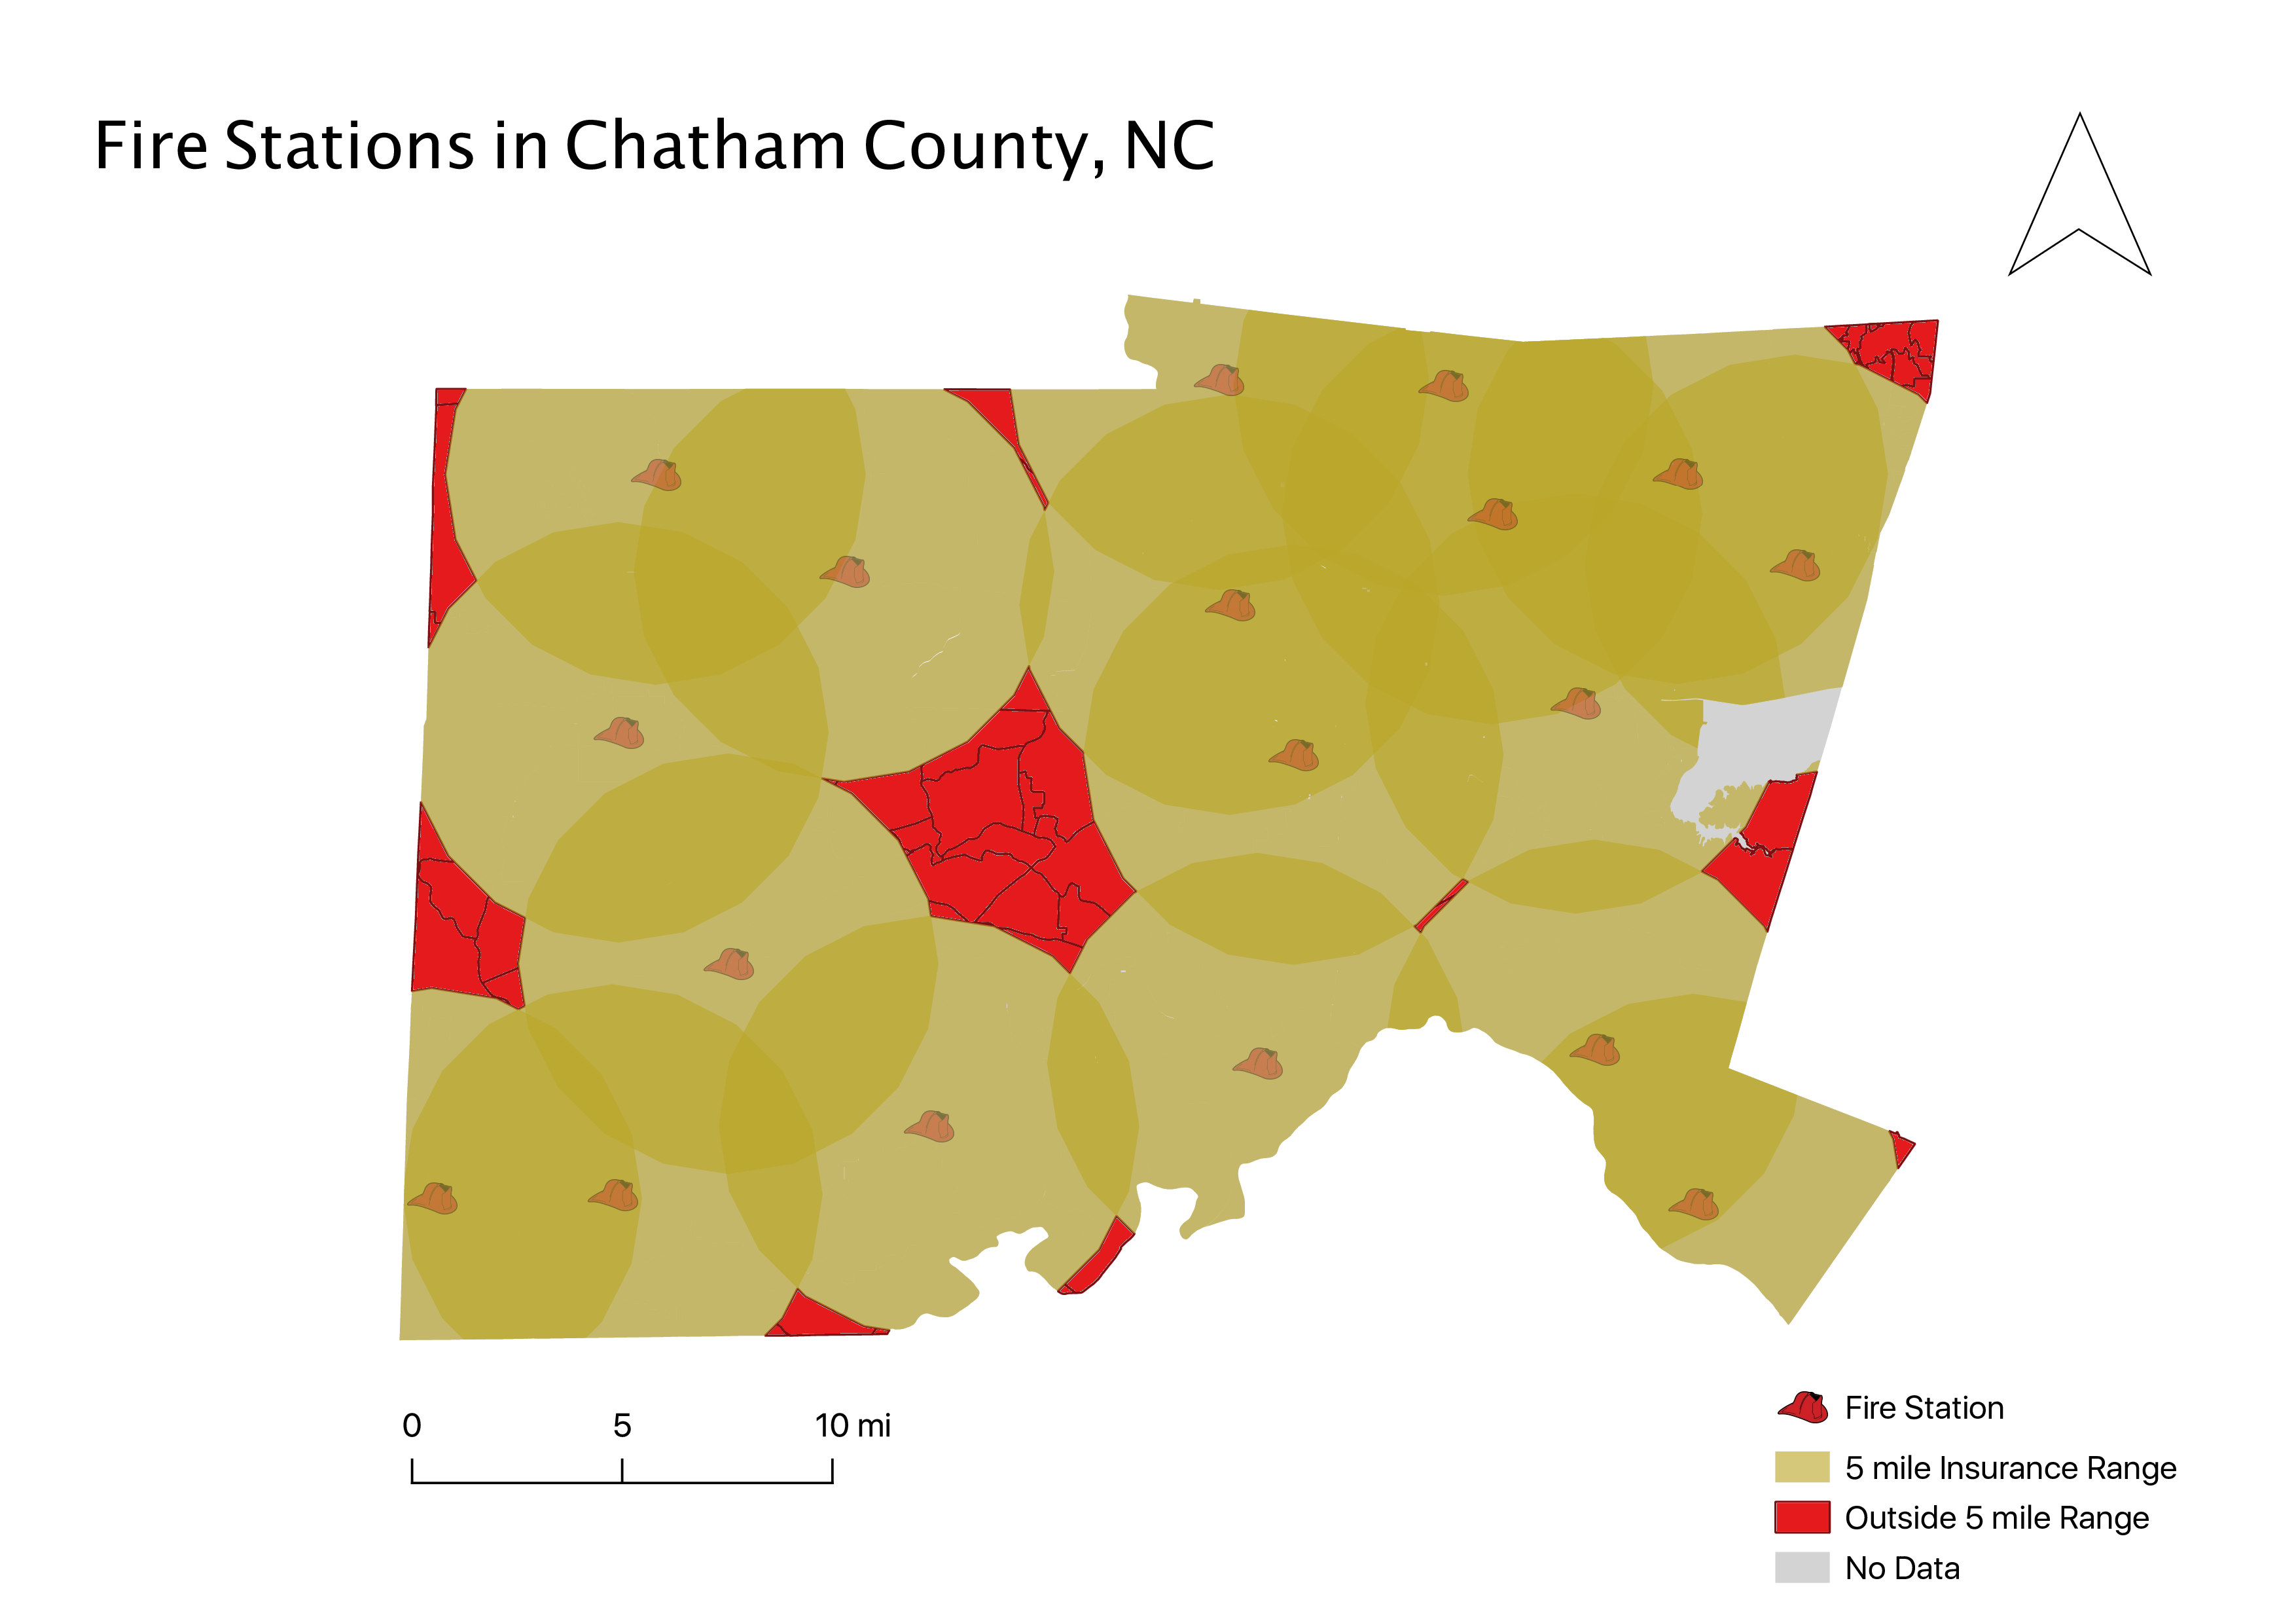 Fire Stations in Chatham County, NC
0 5 10 mi
Fire Station
5 mile Insurance Range
Outside 5 mile Range
No Data